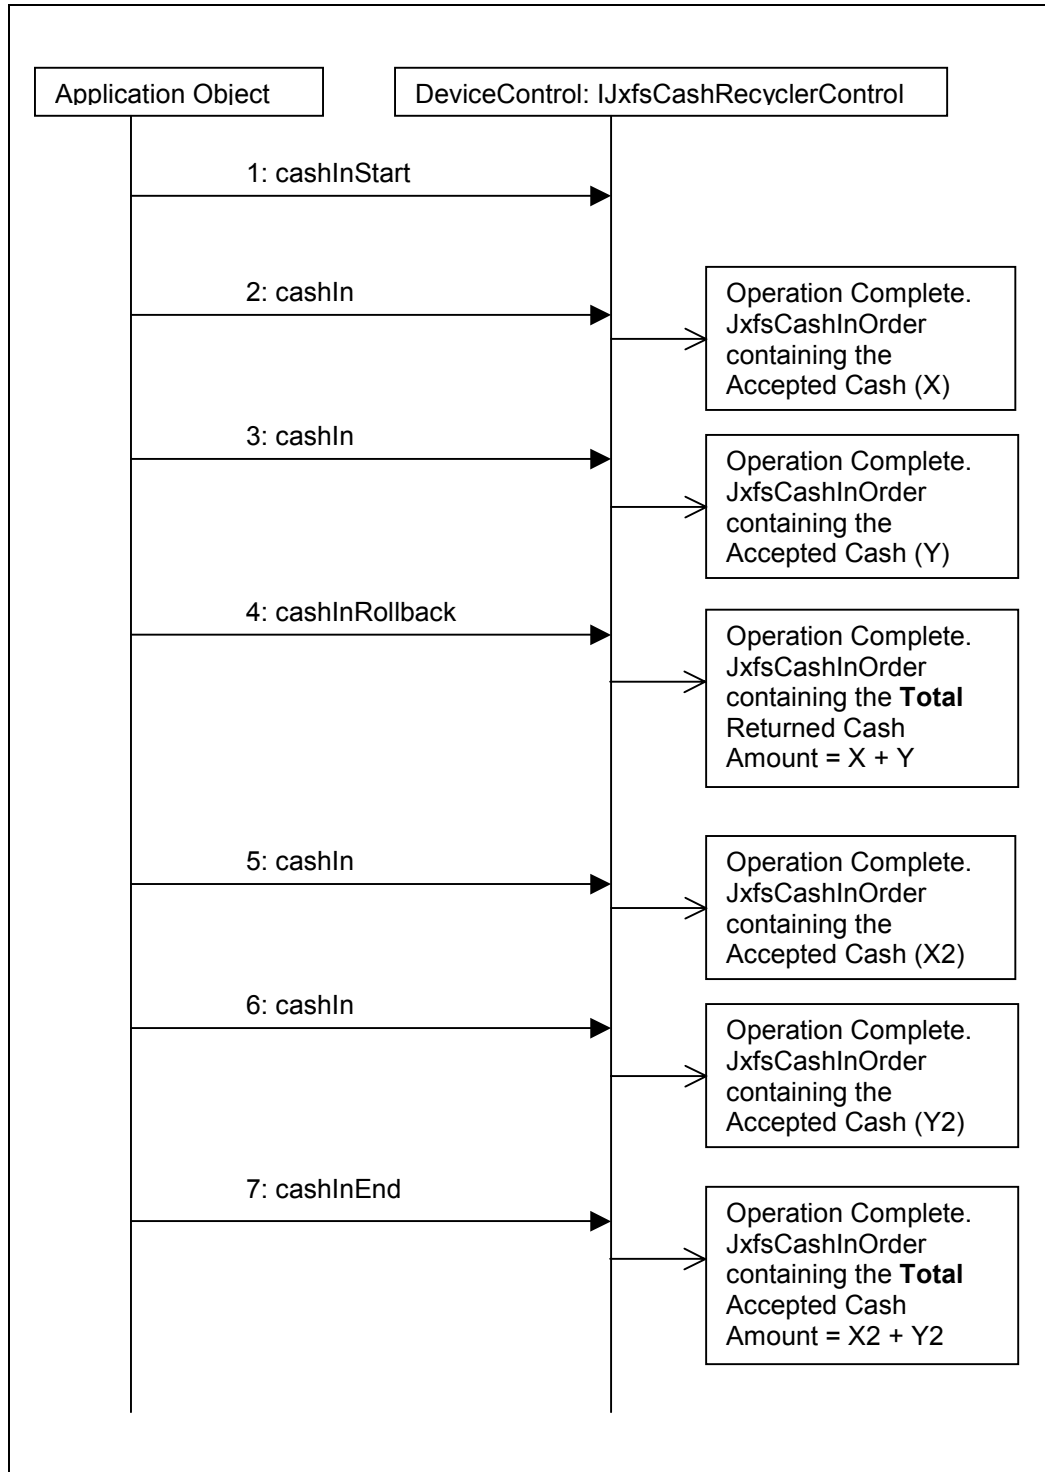 Application Object
DeviceControl: IJxfsCashRecyclerControl
1: cashInStart
2: cashIn
Operation Complete.
JxfsCashInOrder
containing the
Accepted Cash (X)
3: cashIn
Operation Complete.
JxfsCashInOrder
containing the
Accepted Cash (Y)
4: cashInRollback
Operation Complete.
JxfsCashInOrder
containing the Total
Returned Cash
Amount = X + Y
5: cashIn
Operation Complete.
JxfsCashInOrder
containing the
Accepted Cash (X2)
6: cashIn
Operation Complete.
JxfsCashInOrder
containing the
Accepted Cash (Y2)
7: cashInEnd
Operation Complete.
JxfsCashInOrder
containing the Total
Accepted Cash
Amount = X2 + Y2